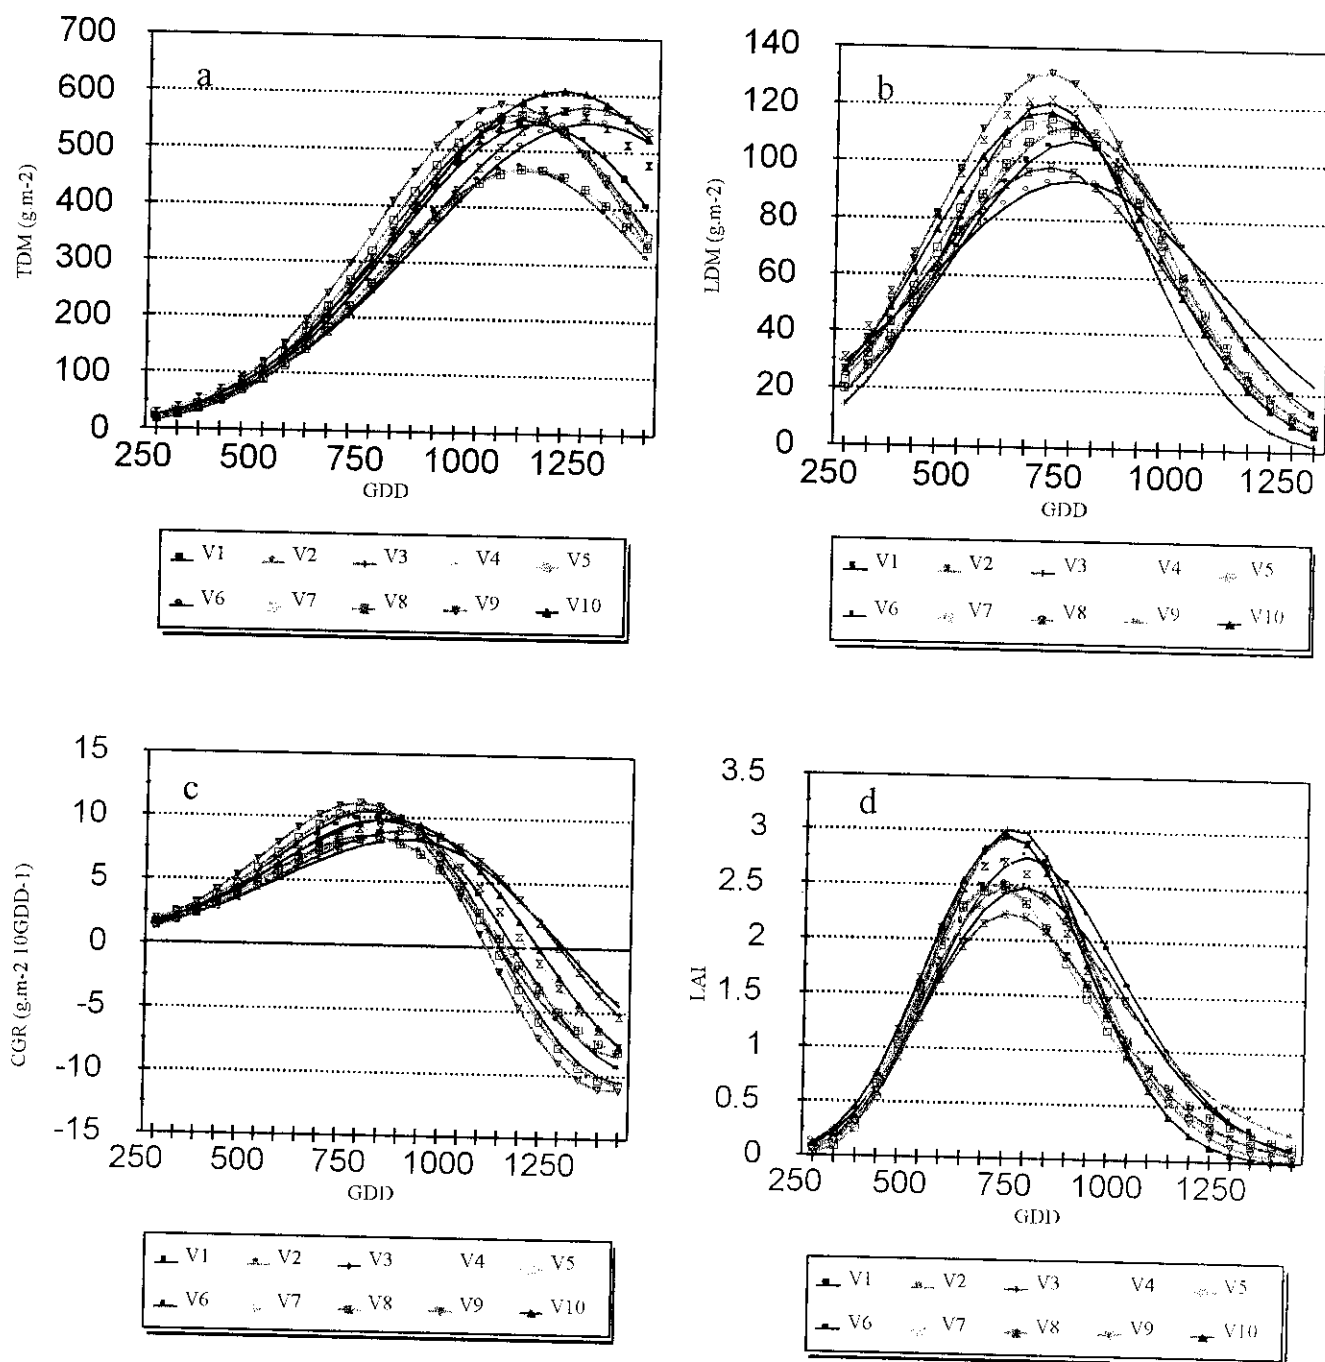 a
700
600
500
400
300
200
100
0
TDM (g.m-2)
250 500 750 1000 1250
GDD
V1 V2 V3 V4 V5
V6 V7 V8 V9 V10
b
140
120
100
80
60
40
20
0
LDM (g.m-2)
250 500 750 1000 1250
GDD
V1 V2 V3 V4 V5
V6 V7 V8 V9 V10
c
15
10
5
0
-5
-10
-15
CGR (g.m-2 10GDD-1)
250 500 750 1000 1250
GDD
V1 V2 V3 V4 V5
V6 V7 V8 V9 V10
d
3.5
3
2.5
2
1.5
1
0.5
0
LAI
250 500 750 1000 1250
GDD
V1 V2 V3 V4 V5
V6 V7 V8 V9 V10